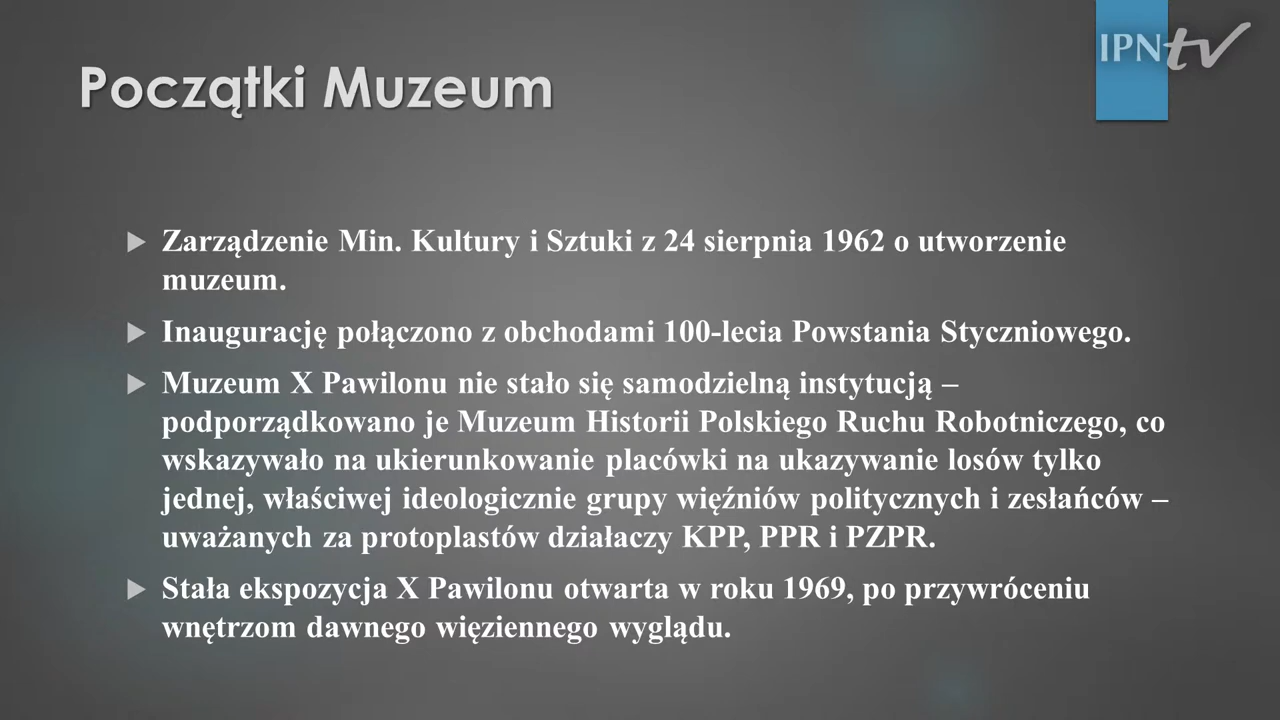 IPNtv
Początki Muzeum
Zarządzenie Min. Kultury i Sztuki z 24 sierpnia 1962 o utworzenie
muzeum.
Inaugurację połączono z obchodami 100-lecia Powstania Styczniowego.
Muzeum X Pawilonu nie stało się samodzielną instytucją –
podporządkowano je Muzeum Historii Polskiego Ruchu Robotniczego, co
wskazywało na ukierunkowanie placówki na ukazywanie losów tylko
jednej, właściwej ideologicznie grupy więźniów politycznych i zesłańców –
uważanych za protoplastów działaczy KPP, PPR i PZPR.
Stała ekspozycja X Pawilonu otwarta w roku 1969, po przywróceniu
wnętrzom dawnego więziennego wyglądu.